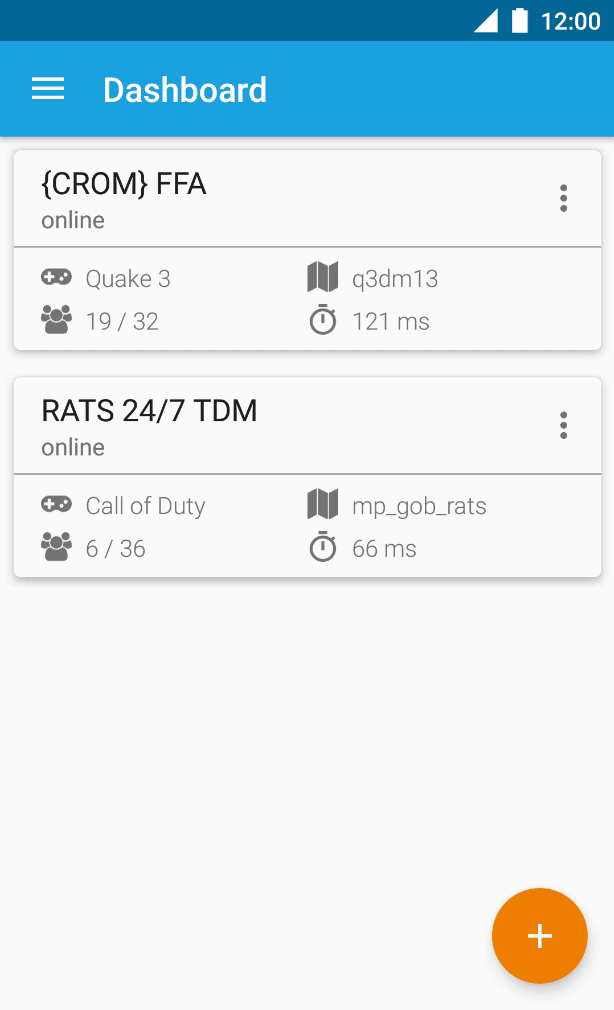 12:00
Dashboard
{CROM} FFA
online
Quake 3
q3dm13
19 / 32
121 ms
RATS 24/7 TDM
online
Call of Duty
mp_gob_rats
6 / 36
66 ms